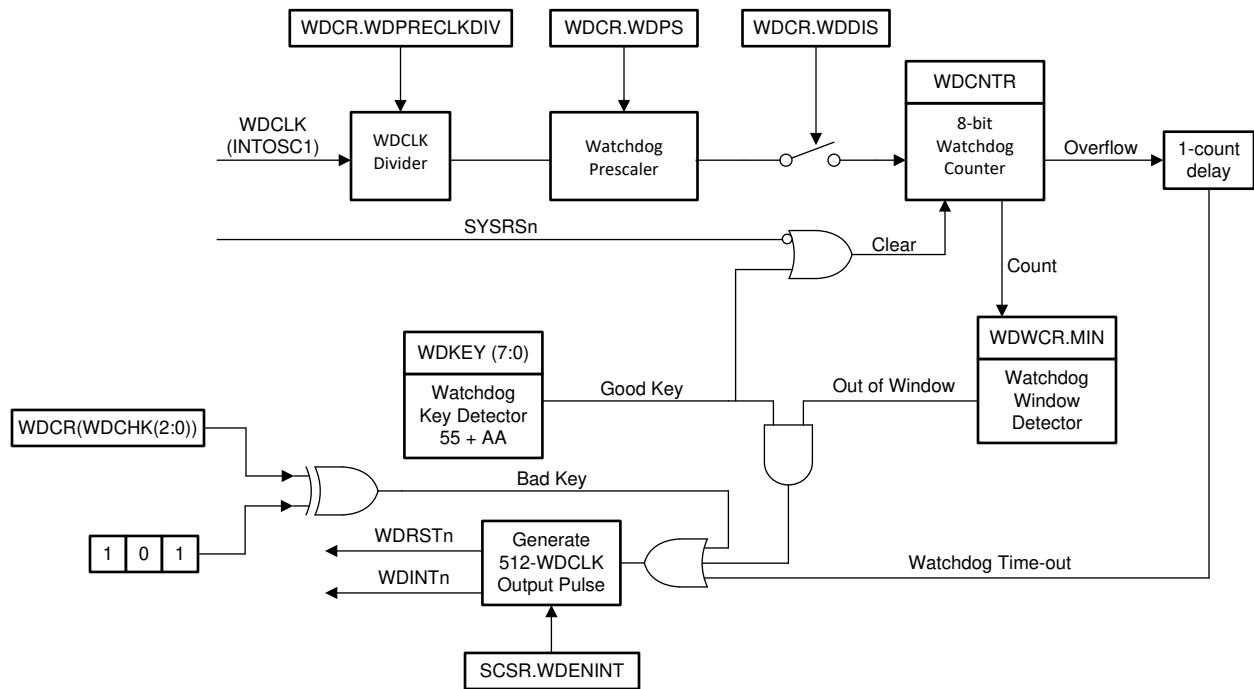 WDCR.WDPRECLKDIV
WDCR.WDPS
WDCR.WDDIS
WDCNTR
WDCLK
(INTOSC1)
WDCLK
Divider
Watchdog
Prescaler
8-bit
Watchdog
Counter
Overflow
1-count
delay
SYSRSn
Clear
Count
WDKEY (7:0)
Watchdog
Key Detector
55 + AA
Good Key
Out of Window
WDWCR.MIN
Watchdog
Window
Detector
WDCR(WDCHK(2:0))
Bad Key
1 0 1
WDRSTn
WDINTn
Generate
512-WDCLK
Output Pulse
Watchdog Time-out
SCSR.WDENINT